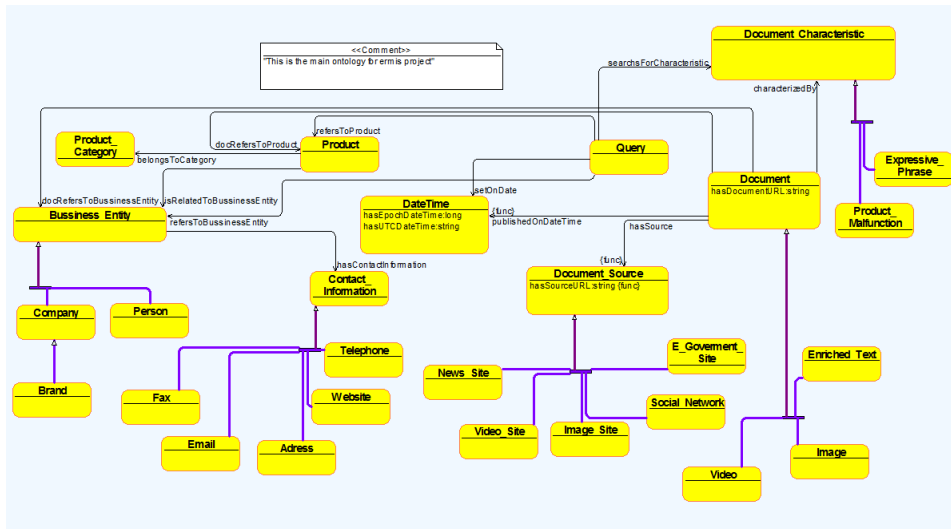 <<Comment>>
"This is the main ontology for ermis project"
Document_Characteristic
searchsForCharacteristic
characterizedBy
refersToProduct
docRefersToProduct
Product_
Category
belongsToCategory
Product
Query
Expressive_
Phrase
Document
hasDocumentURL:string
setOnDate
docRefersToBussinessEntity
isRelatedToBussinessEntity
DateTime
hasEpochDateTime:long
hasUTCDateTime:string
{func}
publishedOnDateTime
Product_
Malfunction
Bussiness_Entity
refersToBussinessEntity
hasSource
hasContactInformation
{func}
Contact_
Information
Document_Source
hasSourceURL:string {func}
Company
Person
Telephone
E_Goverment_
Site
Enriched_Text
News_Site
Brand
Fax
Website
Social_Network
Video_Site
Image_Site
Email
Adress
Image
Video